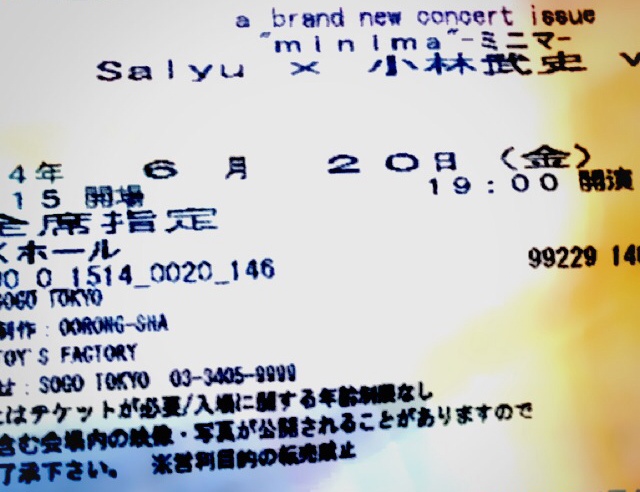 a brand new concert issue
"minima"-ミニマ-
Salyu × 小林武史 v
4年 6月 20日 (金)
15 開場 19:00 開演
全席指定
ホール
00 0 1514_0020_146 99229 140
SOGO TOKYO
制作：OORONG-SHA
TOY'S FACTORY
せ：SOGO TOKYO 03-3405-9999
はチケットが必要/入場に関する年齢制限なし
含む会場内の映像・写真が公開されることがありますので
了承下さい。 ※営利目的の転売禁止